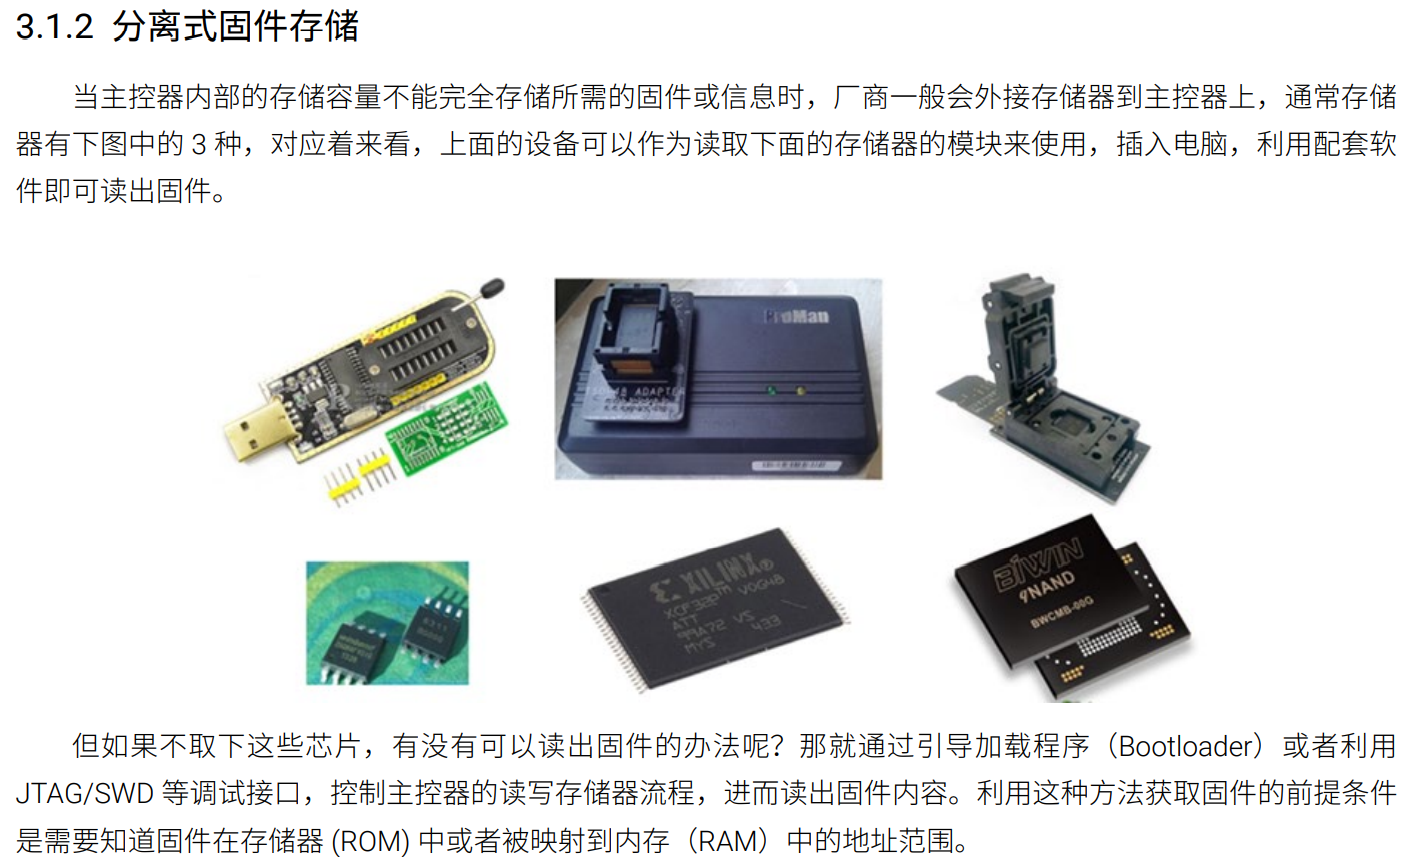 3.1.2 分离式固件存储
当主控器内部的存储容量不能完全存储所需的固件或信息时，厂商一般会外接存储器到主控器上，通常存储
器有下图中的 3 种，对应着来看，上面的设备可以作为读取下面的存储器的模块来使用，插入电脑，利用配套软
件即可读出固件。
ProMan
ADAPTER
XILINX®
XCF32P™ VOG48
BIWIN
NAND
BWCMB-00G
但如果不取下这些芯片，有没有可以读出固件的办法呢？那就通过引导加载程序（Bootloader）或者利用
JTAG/SWD 等调试接口，控制主控器的读写存储器流程，进而读出固件内容。利用这种方法获取固件的前提条件
是需要知道固件在存储器 (ROM) 中或者被映射到内存（RAM）中的地址范围。